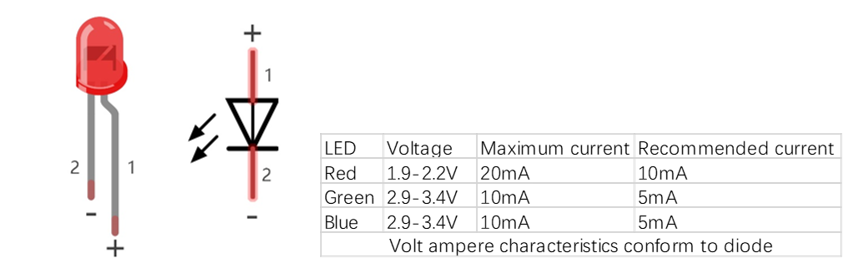 2
1
-
+
+
1
2
-
LED Voltage Maximum current Recommended current
Red 1.9-2.2V 20mA 10mA
Green 2.9-3.4V 10mA 5mA
Blue 2.9-3.4V 10mA 5mA
Volt ampere characteristics conform to diode